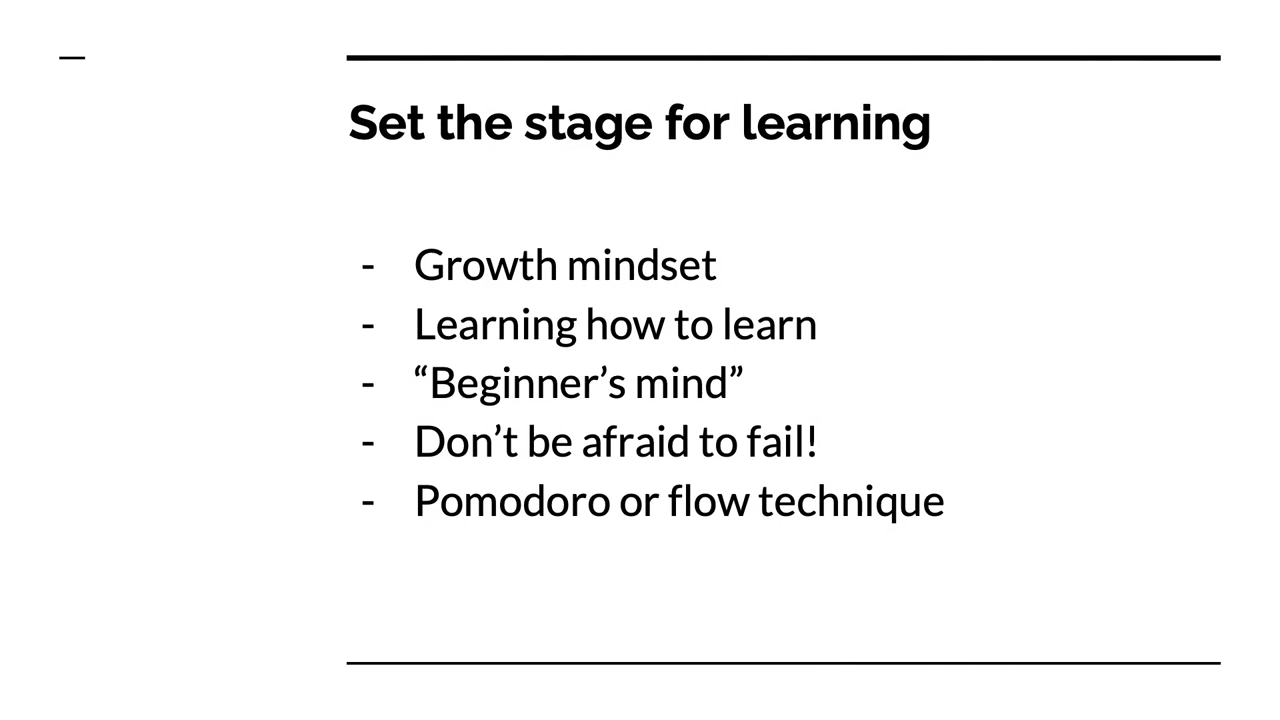 Set the stage for learning
- Growth mindset
- Learning how to learn
- “Beginner’s mind”
- Don’t be afraid to fail!
- Pomodoro or flow technique